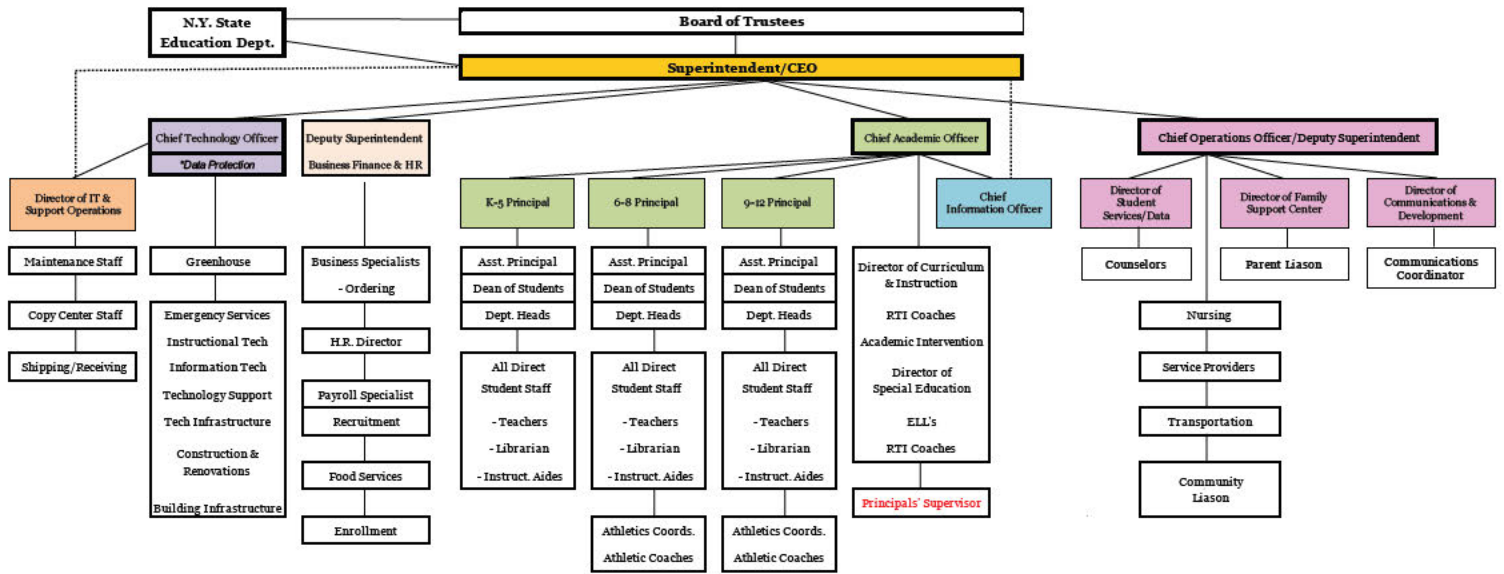 N.Y. State
Education Dept.
Board of Trustees
Superintendent/CEO
Chief Technology Officer
*Data Protection
Deputy Superintendent
Business Finance & HR
Chief Academic Officer
Chief Operations Officer/Deputy Superintendent
Director of IT &
Support Operations
K-5 Principal
6-8 Principal
9-12 Principal
Chief
Information Officer
Director of
Student
Services/Data
Director of Family
Support Center
Director of
Communications &
Development
Maintenance Staff
Copy Center Staff
Shipping/Receiving
Greenhouse
Emergency Services
Instructional Tech
Information Tech
Technology Support
Tech Infrastructure
Construction &
Renovations
Building Infrastructure
Business Specialists
- Ordering
H.R. Director
Payroll Specialist
Recruitment
Food Services
Enrollment
Asst. Principal
Dean of Students
Dept. Heads
All Direct
Student Staff
- Teachers
- Librarian
- Instruct. Aides
Asst. Principal
Dean of Students
Dept. Heads
All Direct
Student Staff
- Teachers
- Librarian
- Instruct. Aides
Athletics Coords.
Athletic Coaches
Asst. Principal
Dean of Students
Dept. Heads
All Direct
Student Staff
- Teachers
- Librarian
- Instruct. Aides
Athletics Coords.
Athletic Coaches
Director of Curriculum
& Instruction
RTI Coaches
Academic Intervention
Director of
Special Education
ELL's
RTI Coaches
Principals' Supervisor
Counselors
Parent Liason
Communications
Coordinator
Nursing
Service Providers
Transportation
Community
Liason